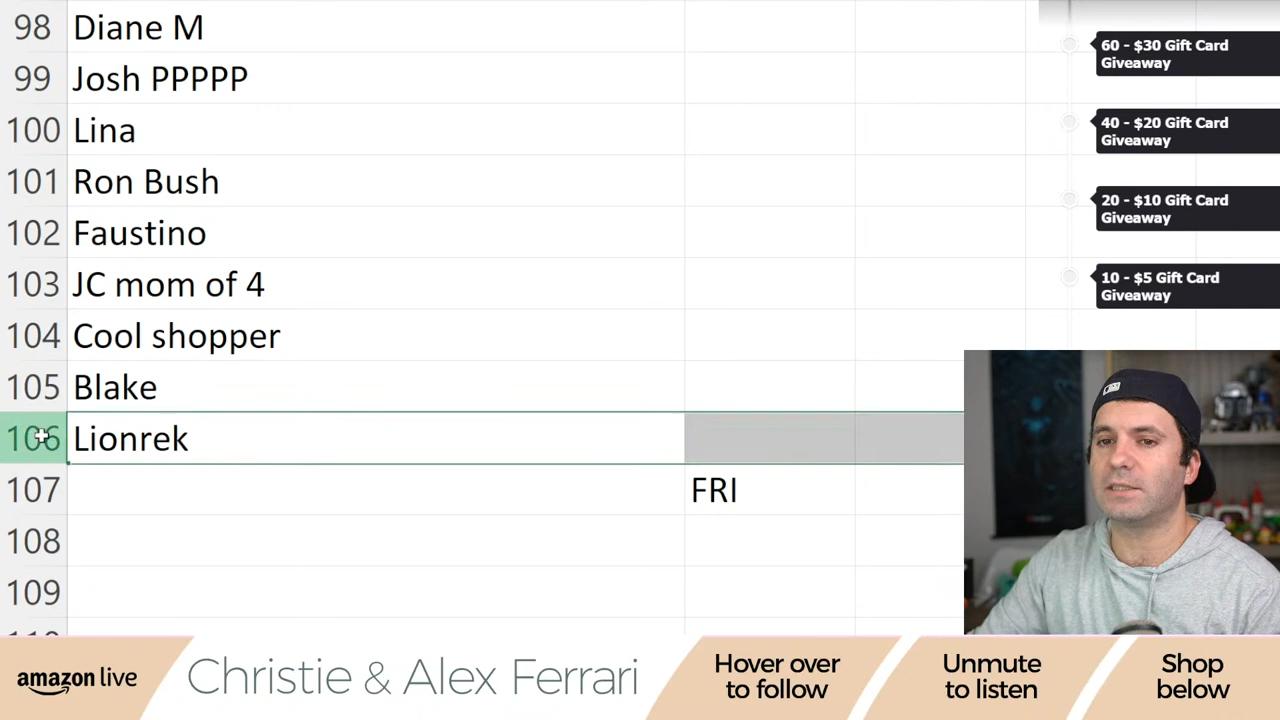 98 Diane M
99 Josh PPPPP
100 Lina
101 Ron Bush
102 Faustino
103 JC mom of 4
104 Cool shopper
105 Blake
106 Lionrek
107 FRI
108
109
60 - $30 Gift Card
Giveaway
40 - $20 Gift Card
Giveaway
20 - $10 Gift Card
Giveaway
10 - $5 Gift Card
Giveaway
amazon live
Christie & Alex Ferrari
Hover over
to follow
Unmute
to listen
Shop
below